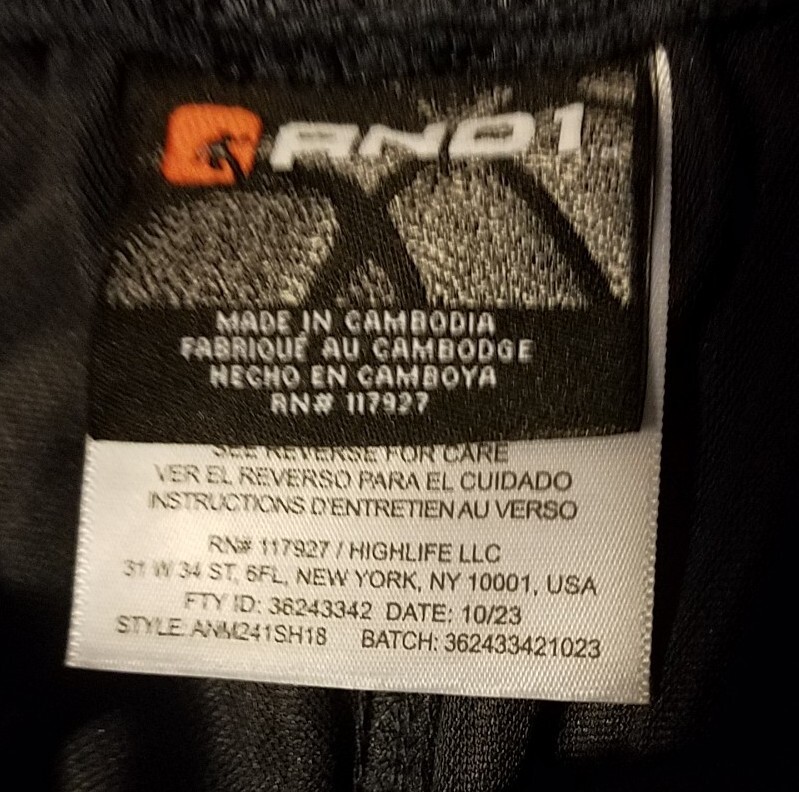 AND1
MADE IN CAMBODIA
FABRIQUÉ AU CAMBODGE
HECHO EN CAMBOYA
RN# 117927
SEE REVERSE FOR CARE
VER EL REVERSO PARA EL CUIDADO
INSTRUCTIONS D'ENTRETIEN AU VERSO
RN# 117927 / HIGHLIFE LLC
31 W 34 ST, 6FL, NEW YORK, NY 10001, USA
FTY ID: 36243342 DATE: 10/23
STYLE: ANM241SH18 BATCH: 362433421023